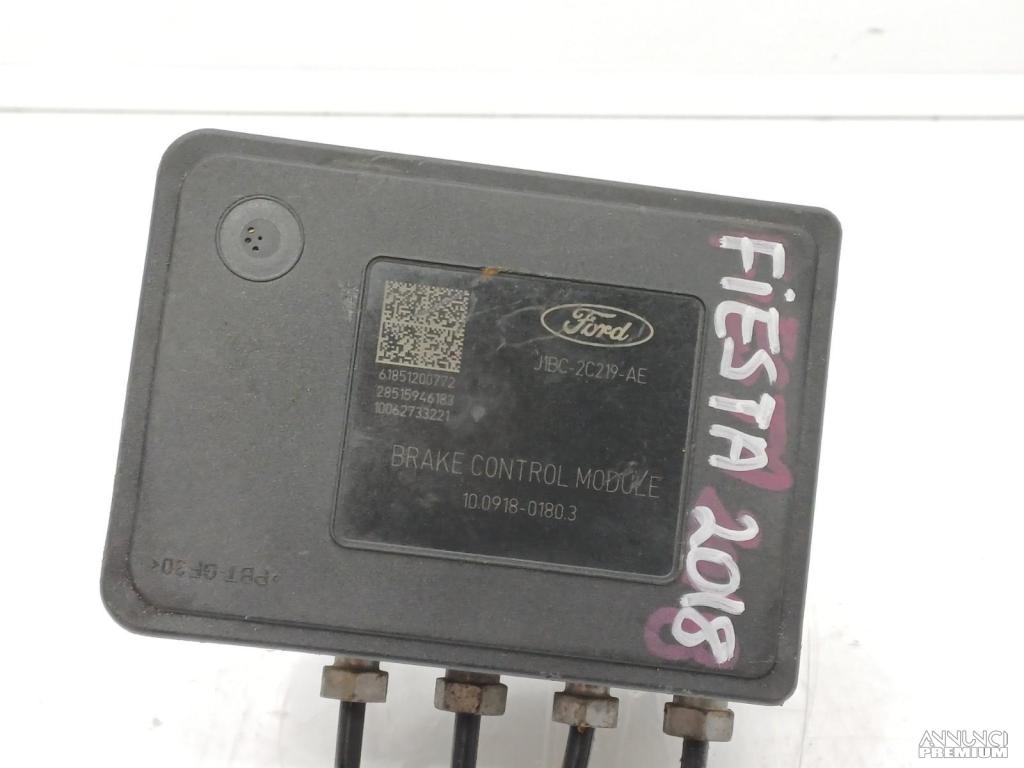 Ford
J1BC-2C219-AE
61851200772
28515946183
10062733221
BRAKE CONTROL MODULE
10.0918-0180.3
>PBT-GF30<
FiESTA 2018
ANNUNCI
PREMIUM